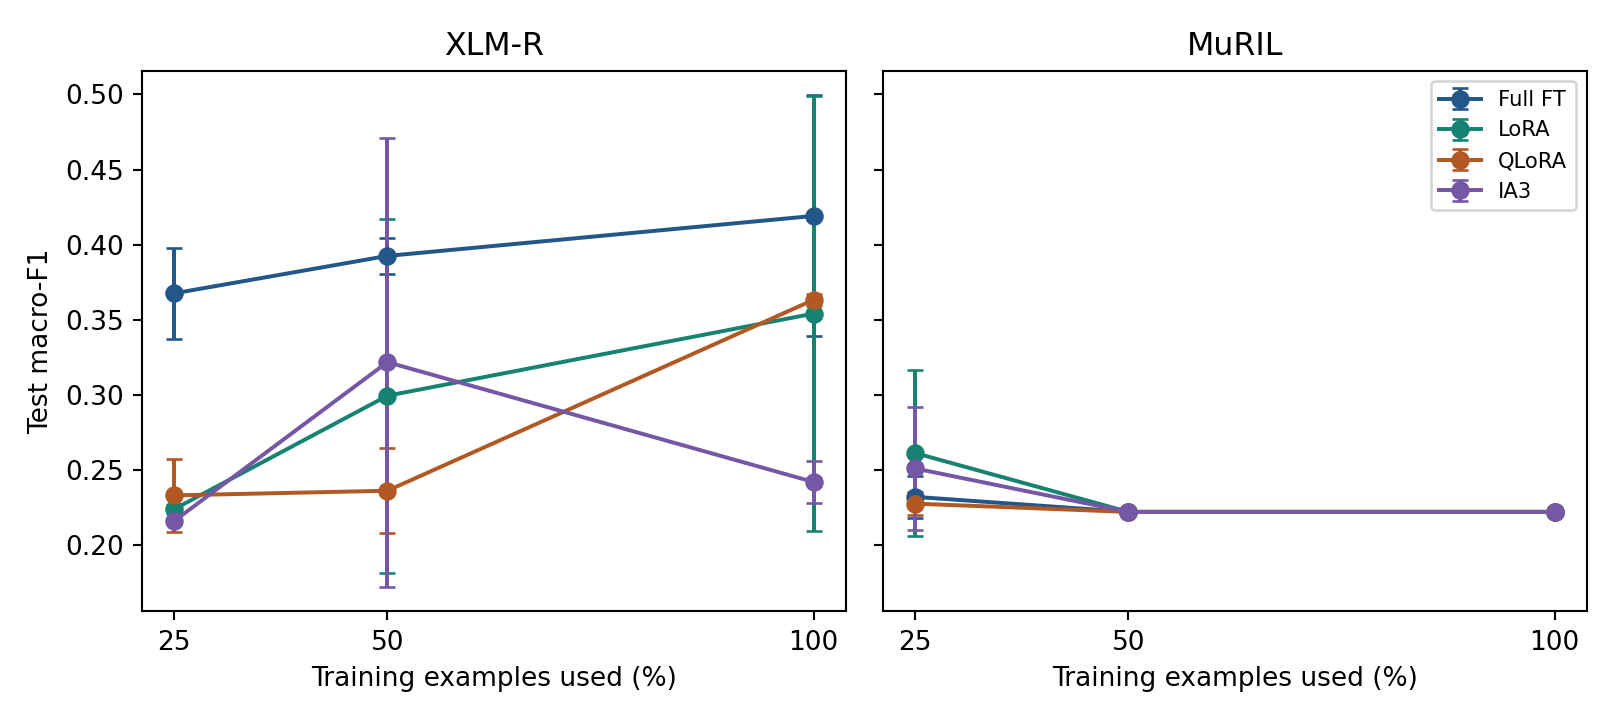 XLM-R
MuRIL
0.50
0.45
0.40
0.35
0.30
0.25
0.20
Test macro-F1
25
50
100
Training examples used (%)
25
50
100
Training examples used (%)
Full FT
LoRA
QLoRA
IA3